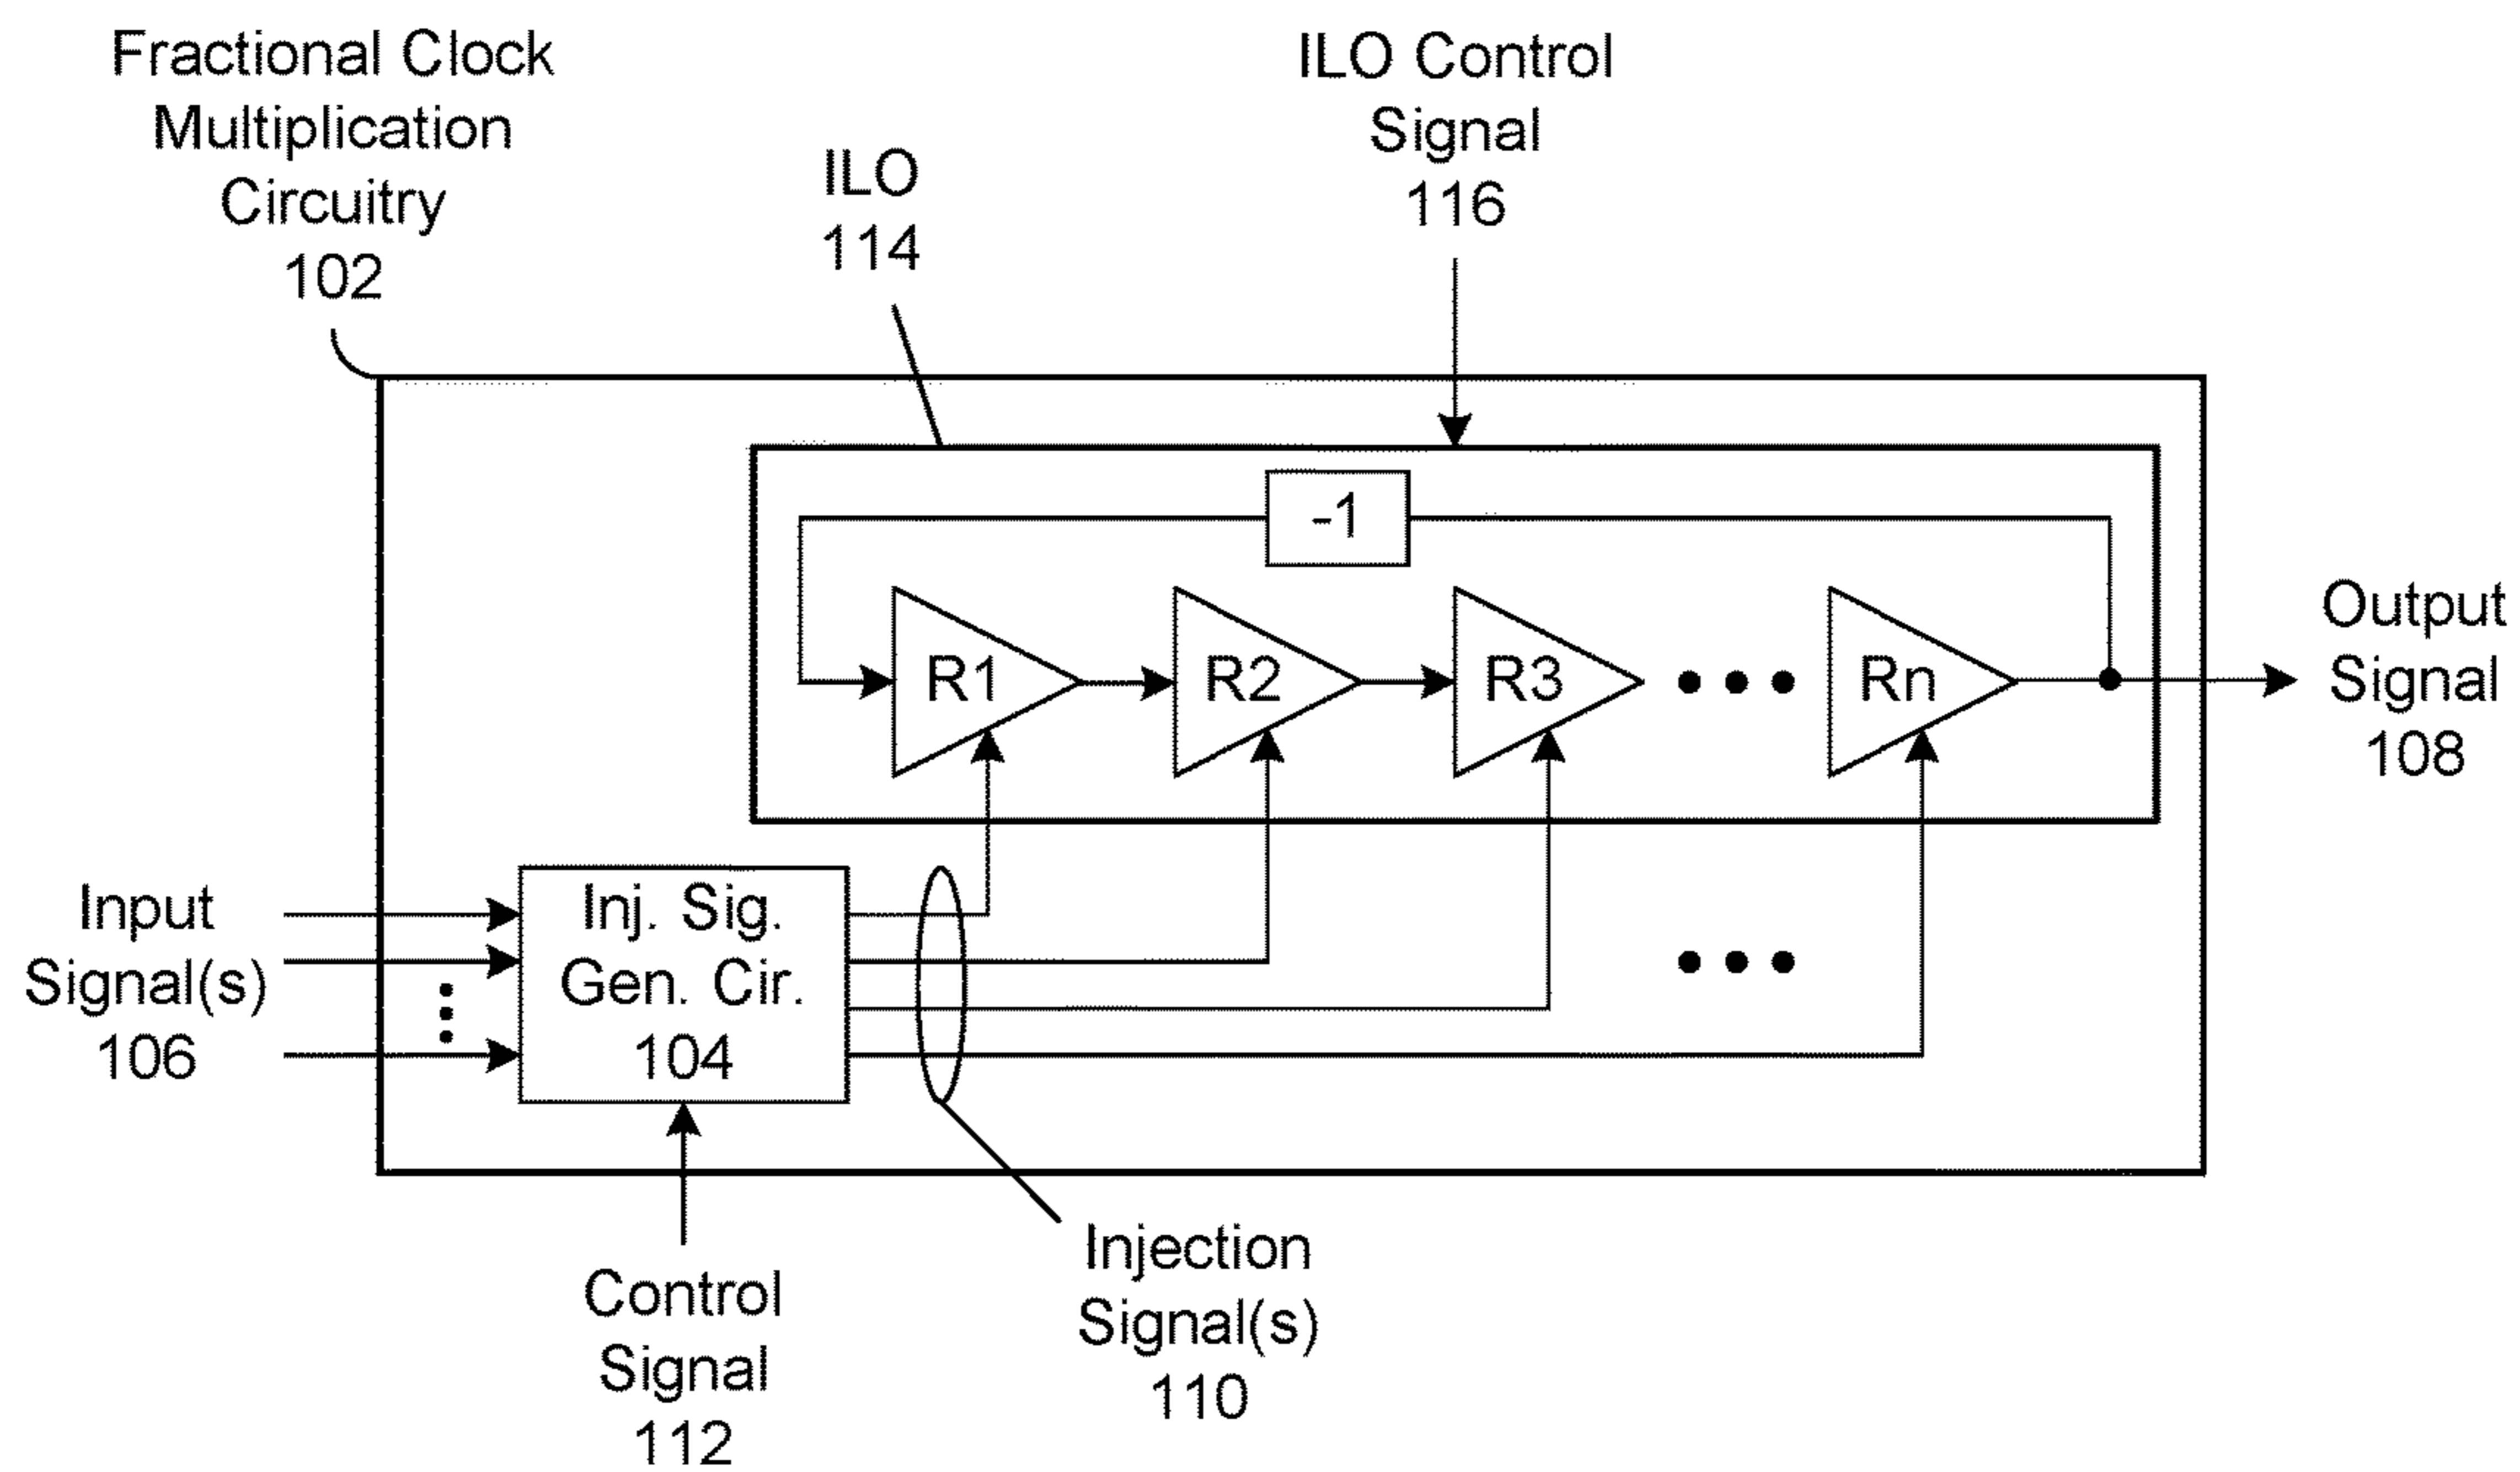 Fractional Clock
Multiplication
Circuitry
102
ILO
114
ILO Control
Signal
116
-1
R1
R2
R3
Rn
Output
Signal
108
Input
Signal(s)
106
Inj. Sig.
Gen. Cir.
104
Control
Signal
112
Injection
Signal(s)
110